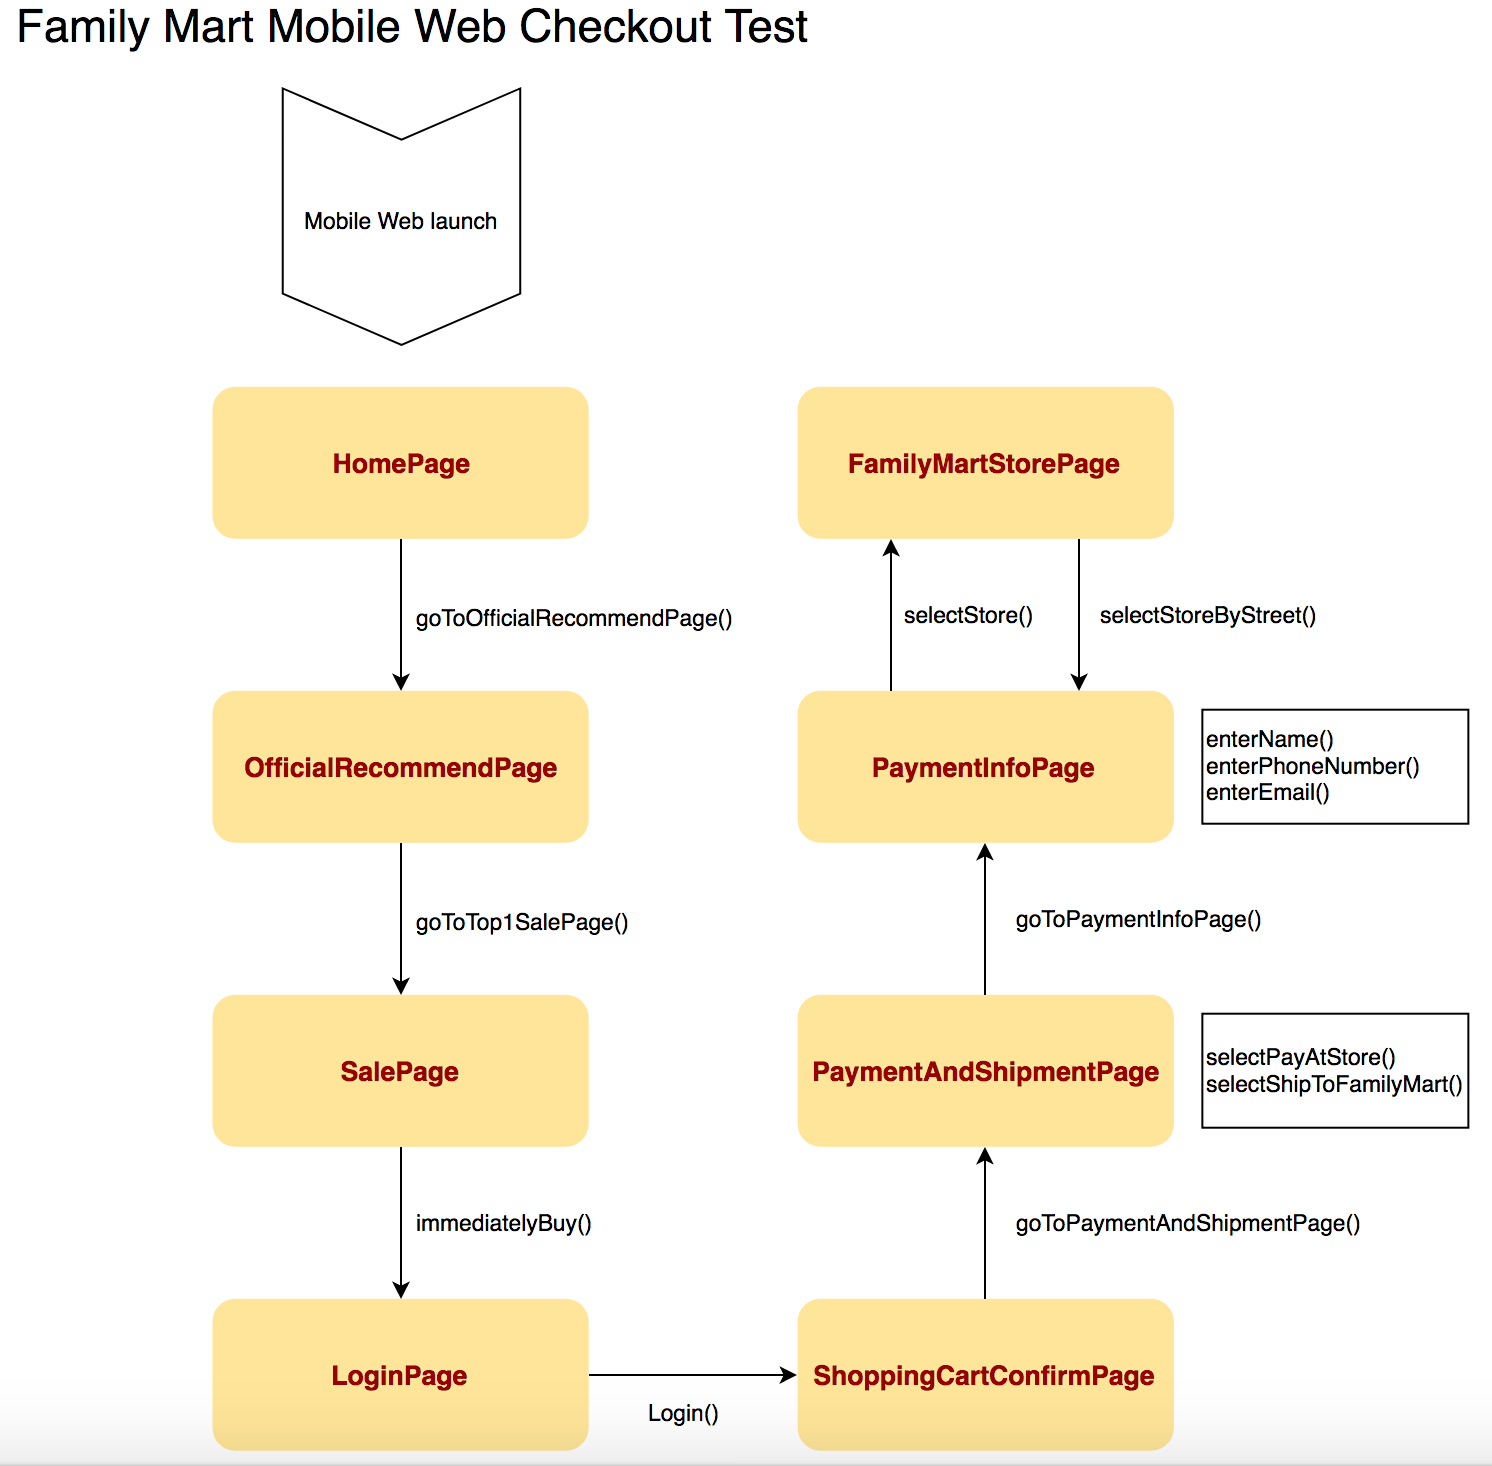 Family Mart Mobile Web Checkout Test
Mobile Web launch
HomePage
goToOfficialRecommendPage()
OfficialRecommendPage
goToTop1SalePage()
SalePage
immediatelyBuy()
LoginPage
Login()
ShoppingCartConfirmPage
goToPaymentAndShipmentPage()
PaymentAndShipmentPage
selectPayAtStore()
selectShipToFamilyMart()
goToPaymentInfoPage()
PaymentInfoPage
enterName()
enterPhoneNumber()
enterEmail()
selectStore()
selectStoreByStreet()
FamilyMartStorePage